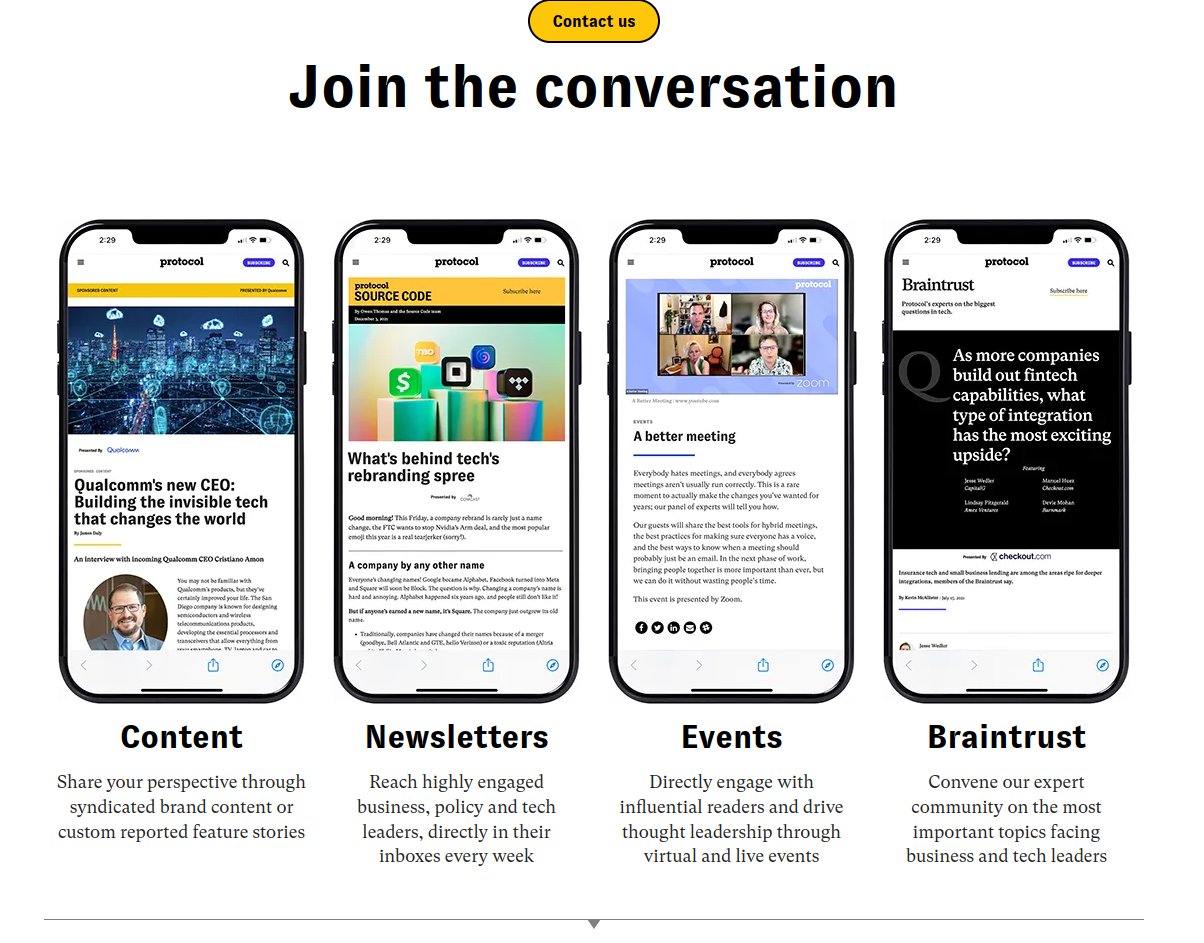 Contact us
Join the conversation
2:29
protocol
SUBSCRIBE
SPONSORED CONTENT
PRESENTED BY Qualcomm
Presented By Qualcomm
SPONSORED CONTENT
Qualcomm's new CEO:
Building the invisible tech
that changes the world
By James Daly
An interview with incoming Qualcomm CEO Cristiano Amon
You may not be familiar with
Qualcomm's products, but they've
certainly improved your life. The San
Diego company is known for designing
semiconductors and wireless
telecommunications products,
developing the essential processors and
transceivers that allow everything from
your smartphone, TV, laptop and car to
Content
Share your perspective through
syndicated brand content or
custom reported feature stories
2:29
protocol
SUBSCRIBE
protocol
SOURCE CODE
Subscribe here
By Owen Thomas and the Source Code team
December 3, 2021
TBD
$
What's behind tech's
rebranding spree
Presented by COMCAST
Good morning! This Friday, a company rebrand is rarely just a name
change, the FTC wants to stop Nvidia's Arm deal, and the most popular
emoji this year is a real tearjerker (sorry!).
A company by any other name
Everyone's changing names! Google became Alphabet, Facebook turned into Meta
and Square will soon be Block. The question is why. Changing a company's name is
hard and annoying. Alphabet happened six years ago, and people still don't like it!
But if anyone's earned a new name, it's Square. The company just outgrew its old
name.
• Traditionally, companies have changed their names because of a merger
(goodbye, Bell Atlantic and GTE, hello Verizon) or a toxic reputation (Altria
Newsletters
Reach highly engaged
business, policy and tech
leaders, directly in their
inboxes every week
2:29
protocol
SUBSCRIBE
protocol
Presented by zoom
A Better Meeting | www.youtube.com
EVENTS
A better meeting
Everybody hates meetings, and everybody agrees
meetings aren't usually run correctly. This is a rare
moment to actually make the changes you've wanted for
years; our panel of experts will tell you how.
Our guests will share the best tools for hybrid meetings,
the best practices for making sure everyone has a voice,
and the best ways to know when a meeting should
probably just be an email. In the next phase of work,
bringing people together is more important than ever, but
we can do it without wasting people's time.
This event is presented by Zoom.
Events
Directly engage with
influential readers and drive
thought leadership through
virtual and live events
2:29
protocol
SUBSCRIBE
Braintrust
Protocol's experts on the biggest
questions in tech.
Subscribe here
Q
As more companies
build out fintech
capabilities, what
type of integration
has the most exciting
upside?
Featuring
Jesse Wedler
CapitalG
Manuel Huez
Checkout.com
Lindsay Fitzgerald
Amex Ventures
Devie Mohan
Burnmark
Presented By checkout.com
Insurance tech and small business lending are among the areas ripe for deeper
integrations, members of the Braintrust say.
By Kevin McAllister | July 15, 2021
Jesse Wedler
Braintrust
Convene our expert
community on the most
important topics facing
business and tech leaders